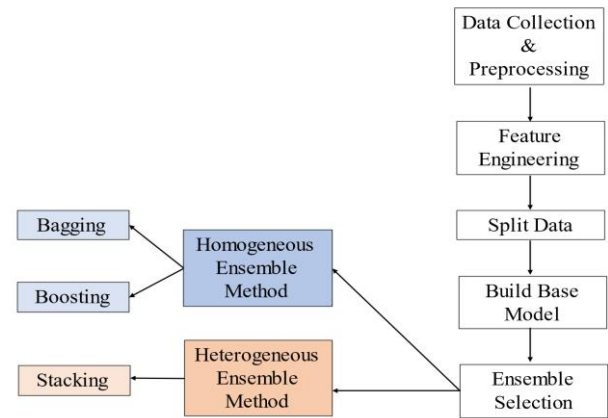 Data Collection
&
Preprocessing
Feature
Engineering
Split Data
Build Base
Model
Ensemble
Selection
Homogeneous
Ensemble
Method
Bagging
Boosting
Heterogeneous
Ensemble
Method
Stacking